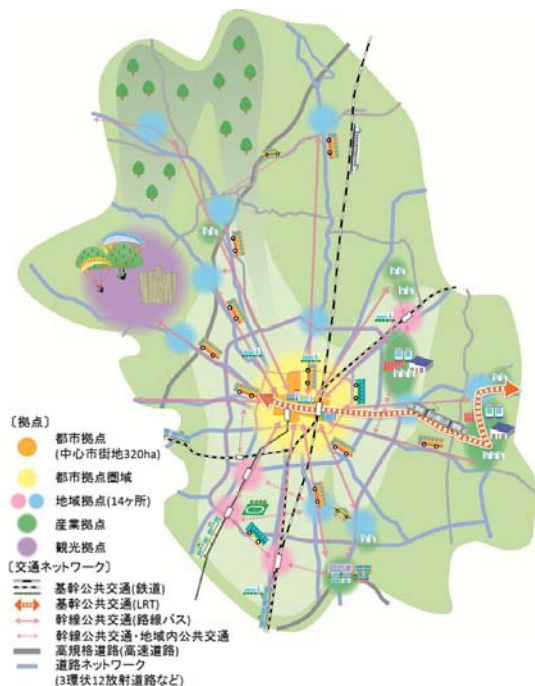 〔拠点〕
都市拠点
(中心市街地320ha)
都市拠点圏域
地域拠点(14ヶ所)
産業拠点
観光拠点
〔交通ネットワーク〕
基幹公共交通(鉄道)
基幹公共交通(LRT)
幹線公共交通(路線バス)
幹線公共交通・地域内公共交通
高規格道路(高速道路)
道路ネットワーク
(3環状12放射道路など)